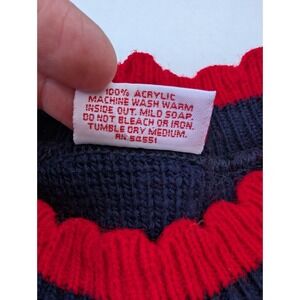 100% ACRYLIC
MACHINE WASH WARM
INSIDE OUT. MILD SOAP.
DO NOT BLEACH OR IRON.
TUMBLE DRY MEDIUM.
RN 54551